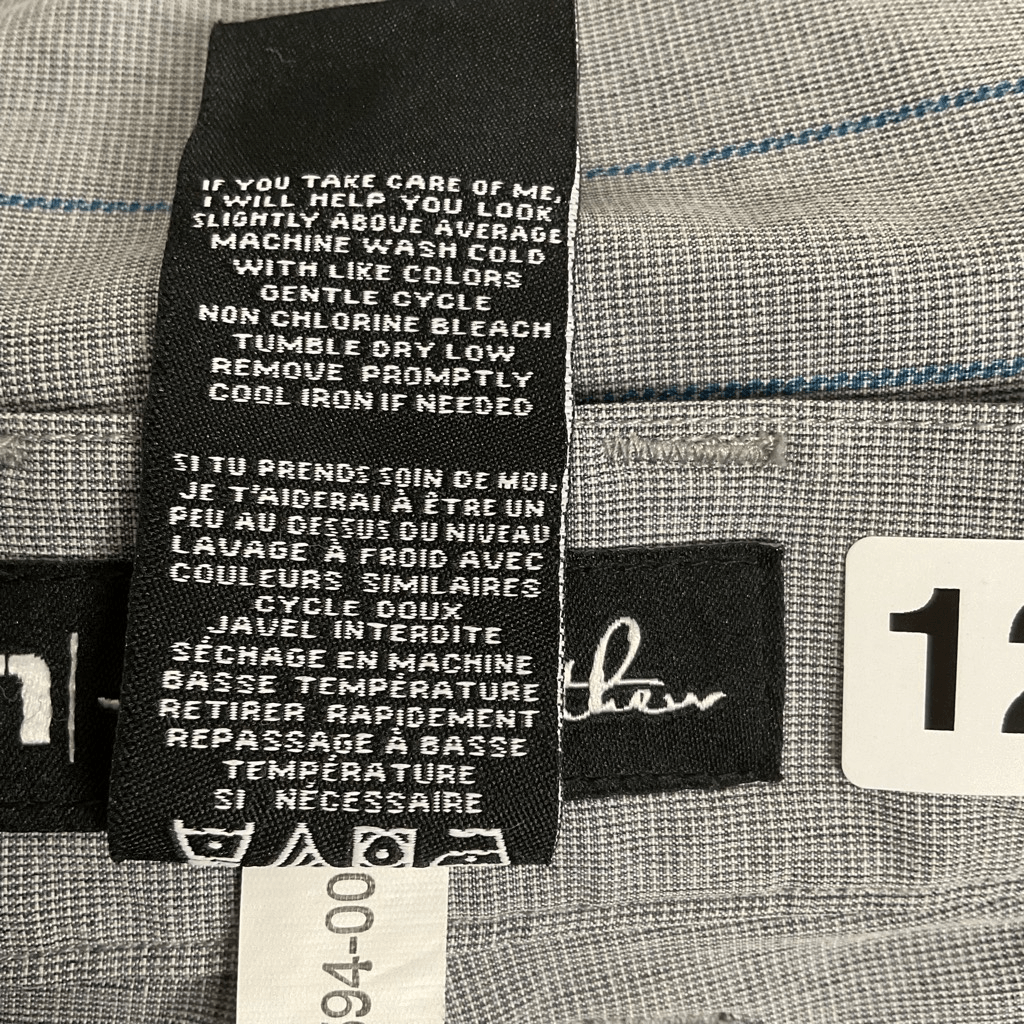 IF YOU TAKE CARE OF ME,
I WILL HELP YOU LOOK
SLIGHTLY ABOVE AVERAGE
MACHINE WASH COLD
WITH LIKE COLORS
GENTLE CYCLE
NON CHLORINE BLEACH
TUMBLE DRY LOW
REMOVE PROMPTLY
COOL IRON IF NEEDED
SI TU PRENDS SOIN DE MOI,
JE T'AIDERAI À ÊTRE UN
PEU AU DESSUS DU NIVEAU
LAVAGE À FROID AVEC
COULEURS SIMILAIRES
CYCLE DOUX
JAVEL INTERDITE
SÉCHAGE EN MACHINE
BASSE TEMPÉRATURE
RETIRER RAPIDEMENT
REPASSAGE À BASSE
TEMPÉRATURE
SI NÉCESSAIRE
thew
12
594-00